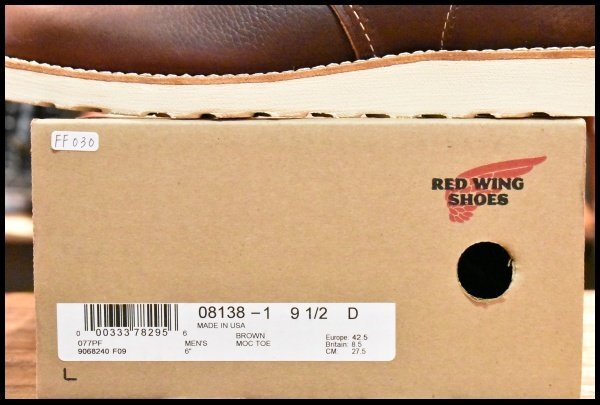 FF030
RED WING
SHOES
08138-1 9 1/2 D
MADE IN USA
0 00333 78295 6
BROWN
Europe: 42.5
077PF MEN'S MOC TOE Britain: 8.5
9068240 F09 6" CM: 27.5
L